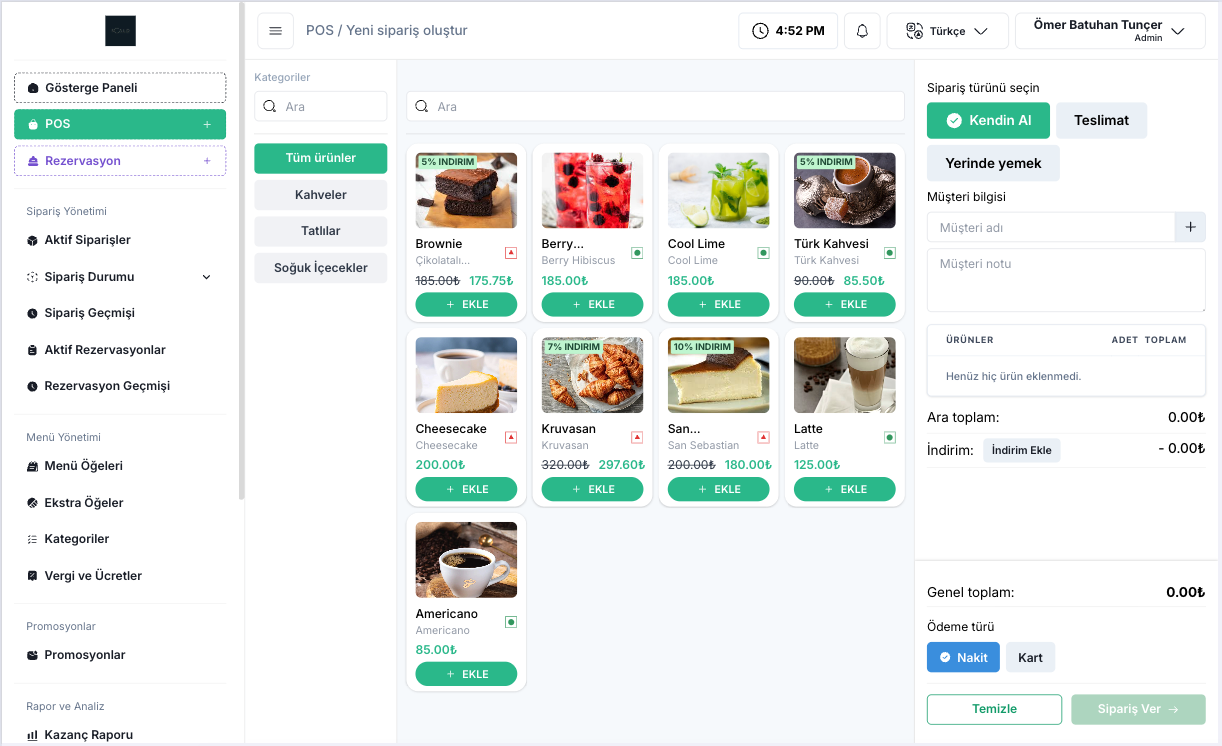 POS / Yeni sipariş oluştur
4:52 PM
Türkçe
Ömer Batuhan Tunçer
Admin
Gösterge Paneli
POS +
Rezervasyon +
Sipariş Yönetimi
Aktif Siparişler
Sipariş Durumu
Sipariş Geçmişi
Aktif Rezervasyonlar
Rezervasyon Geçmişi
Menü Yönetimi
Menü Öğeleri
Ekstra Öğeler
Kategoriler
Vergi ve Ücretler
Promosyonlar
Promosyonlar
Rapor ve Analiz
Kazanç Raporu
Kategoriler
Ara
Tüm ürünler
Kahveler
Tatlılar
Soğuk İçecekler
Ara
5% INDIRIM
Brownie
Çikolatalı...
185.00₺ 175.75₺
+ EKLE
Berry...
Berry Hibiscus
185.00₺
+ EKLE
Cool Lime
Cool Lime
185.00₺
+ EKLE
5% INDIRIM
Türk Kahvesi
Türk Kahvesi
90.00₺ 85.50₺
+ EKLE
Cheesecake
Cheesecake
200.00₺
+ EKLE
7% INDIRIM
Kruvasan
Kruvasan
320.00₺ 297.60₺
+ EKLE
10% INDIRIM
San...
San Sebastian
200.00₺ 180.00₺
+ EKLE
Latte
Latte
125.00₺
+ EKLE
Americano
Americano
85.00₺
+ EKLE
Sipariş türünü seçin
Kendin Al
Teslimat
Yerinde yemek
Müşteri bilgisi
Müşteri adı +
Müşteri notu
ÜRÜNLER ADET TOPLAM
Henüz hiç ürün eklenmedi.
Ara toplam: 0.00₺
İndirim: İndirim Ekle - 0.00₺
Genel toplam: 0.00₺
Ödeme türü
Nakit
Kart
Temizle
Sipariş Ver →